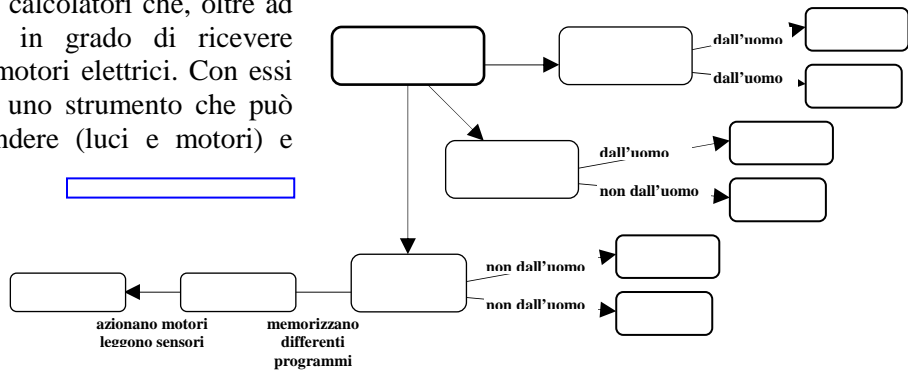 calcolatori che, oltre ad
in grado di ricevere
motori elettrici. Con essi
uno strumento che può
ndere (luci e motori) e
dall'uomo
dall'uomo
dall'uomo
non dall'uomo
non dall'uomo
non dall'uomo
azionano motori
leggono sensori
memorizzano
differenti
programmi